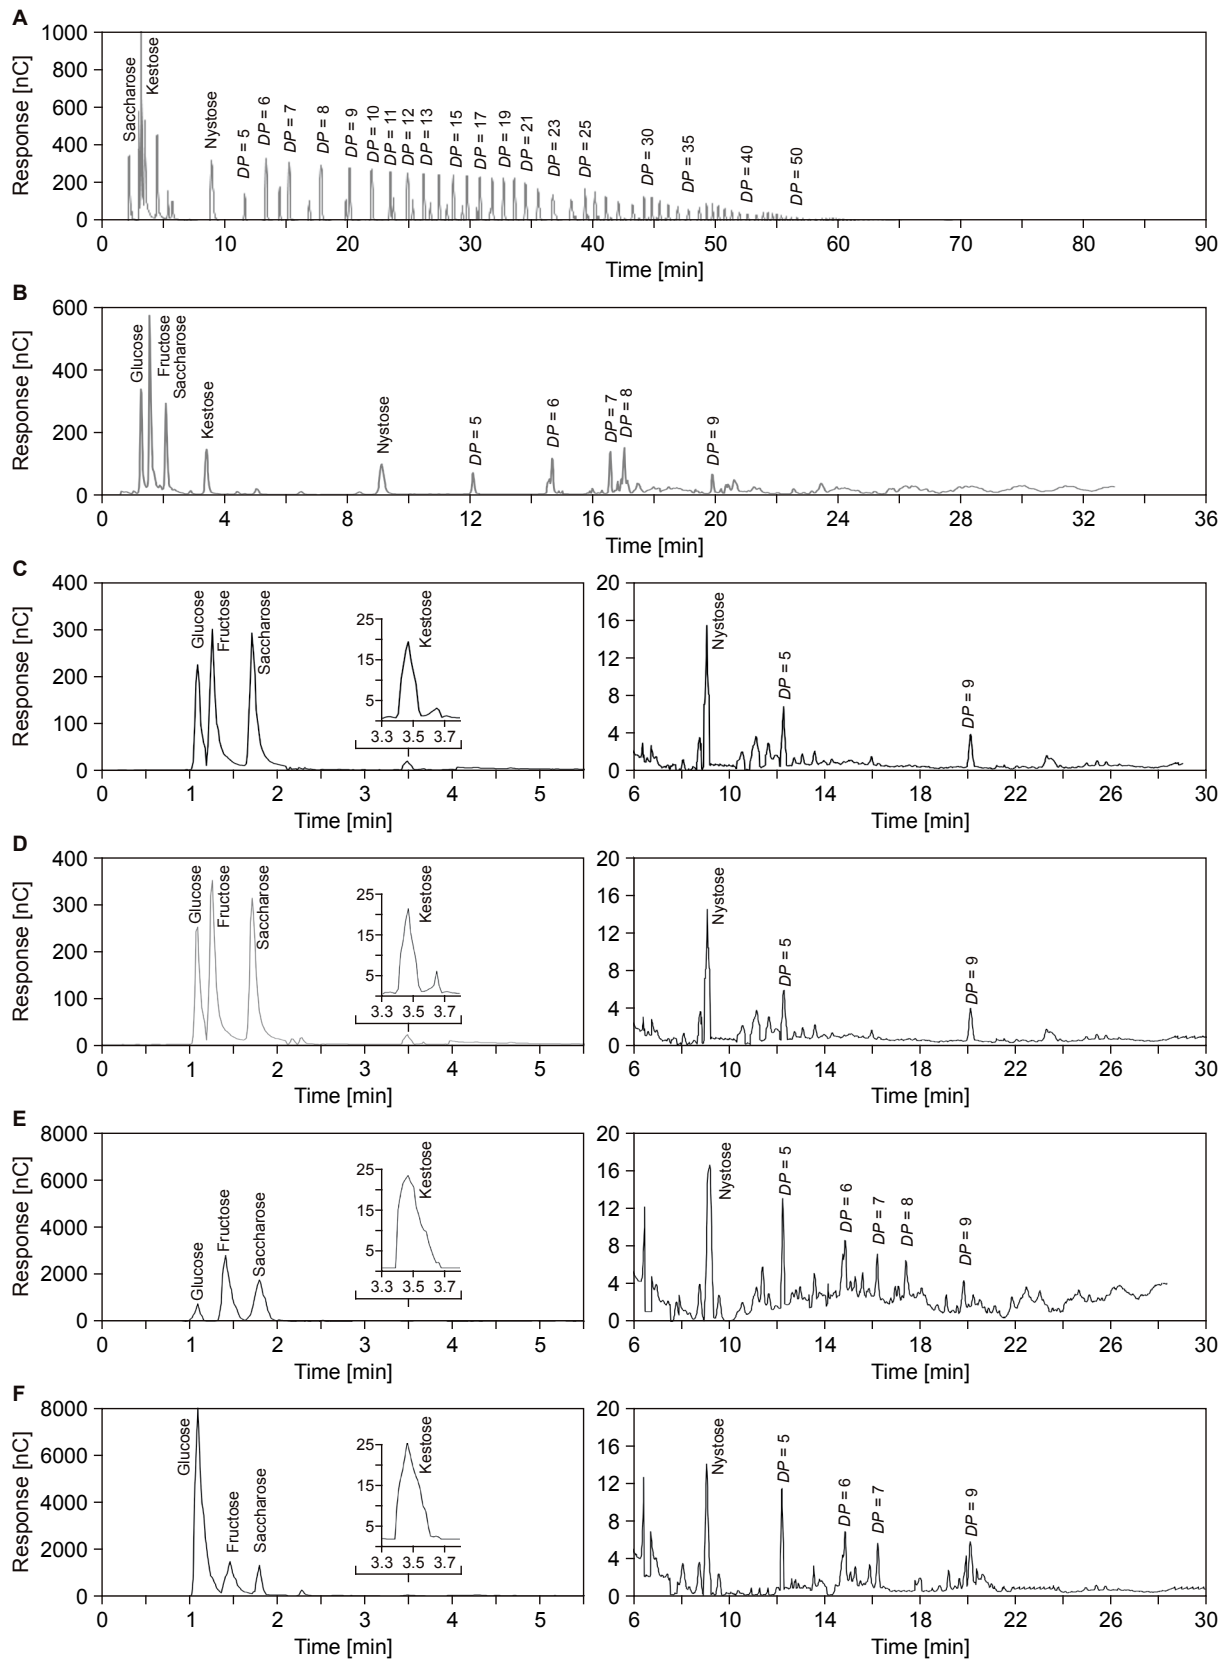 A
Response [nC]
1000
800
600
400
200
0
Saccharose
Kestose
Nystose
DP = 5
DP = 6
DP = 7
DP = 8
DP = 9
DP = 10
DP = 11
DP = 12
DP = 13
DP = 15
DP = 17
DP = 19
DP = 21
DP = 23
DP = 25
DP = 30
DP = 35
DP = 40
DP = 50
0 10 20 30 40 50 60 70 80 90
Time [min]
B
Response [nC]
600
400
200
0
Glucose
Fructose
Saccharose
Kestose
Nystose
DP = 5
DP = 6
DP = 7
DP = 8
DP = 9
0 4 8 12 16 20 24 28 32 36
Time [min]
C
Response [nC]
400
300
200
100
0
Glucose
Fructose
Saccharose
25
15
5
Kestose
3.3 3.5 3.7
0 1 2 3 4 5
Time [min]
20
16
12
8
4
0
Nystose
DP = 5
DP = 9
6 10 14 18 22 26 30
Time [min]
D
Response [nC]
400
300
200
100
0
Glucose
Fructose
Saccharose
25
15
5
Kestose
3.3 3.5 3.7
0 1 2 3 4 5
Time [min]
20
16
12
8
4
0
Nystose
DP = 5
DP = 9
6 10 14 18 22 26 30
Time [min]
E
Response [nC]
8000
6000
4000
2000
0
Glucose
Fructose
Saccharose
25
15
5
Kestose
3.3 3.5 3.7
0 1 2 3 4 5
Time [min]
20
16
12
8
4
0
Nystose
DP = 5
DP = 6
DP = 7
DP = 8
DP = 9
6 10 14 18 22 26 30
Time [min]
F
Response [nC]
8000
6000
4000
2000
0
Glucose
Fructose
Saccharose
25
15
5
Kestose
3.3 3.5 3.7
0 1 2 3 4 5
Time [min]
20
16
12
8
4
0
Nystose
DP = 5
DP = 6
DP = 7
DP = 9
6 10 14 18 22 26 30
Time [min]